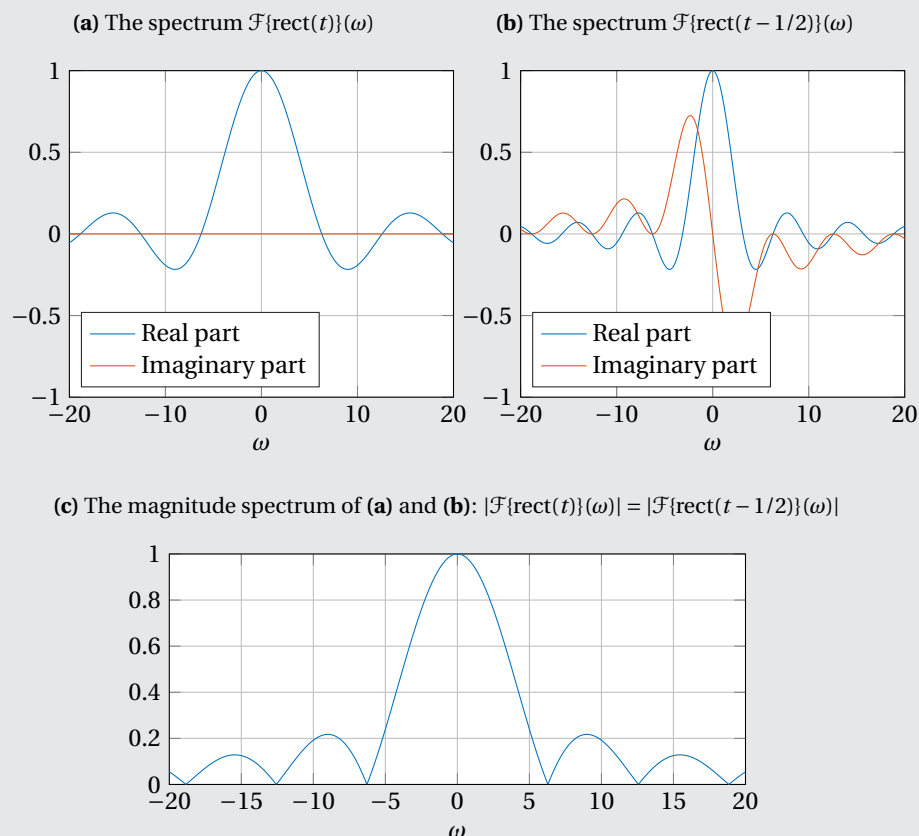 (a) The spectrum ℱ{rect(t)}(ω)
1
0.5
0
−0.5
−1
Real part
Imaginary part
−20 −10 0 10 20
ω
(b) The spectrum ℱ{rect(t − 1/2)}(ω)
1
0.5
0
−0.5
−1
Real part
Imaginary part
−20 −10 0 10 20
ω
(c) The magnitude spectrum of (a) and (b): |ℱ{rect(t)}(ω)| = |ℱ{rect(t − 1/2)}(ω)|
1
0.8
0.6
0.4
0.2
0
−20 −15 −10 −5 0 5 10 15 20
ω